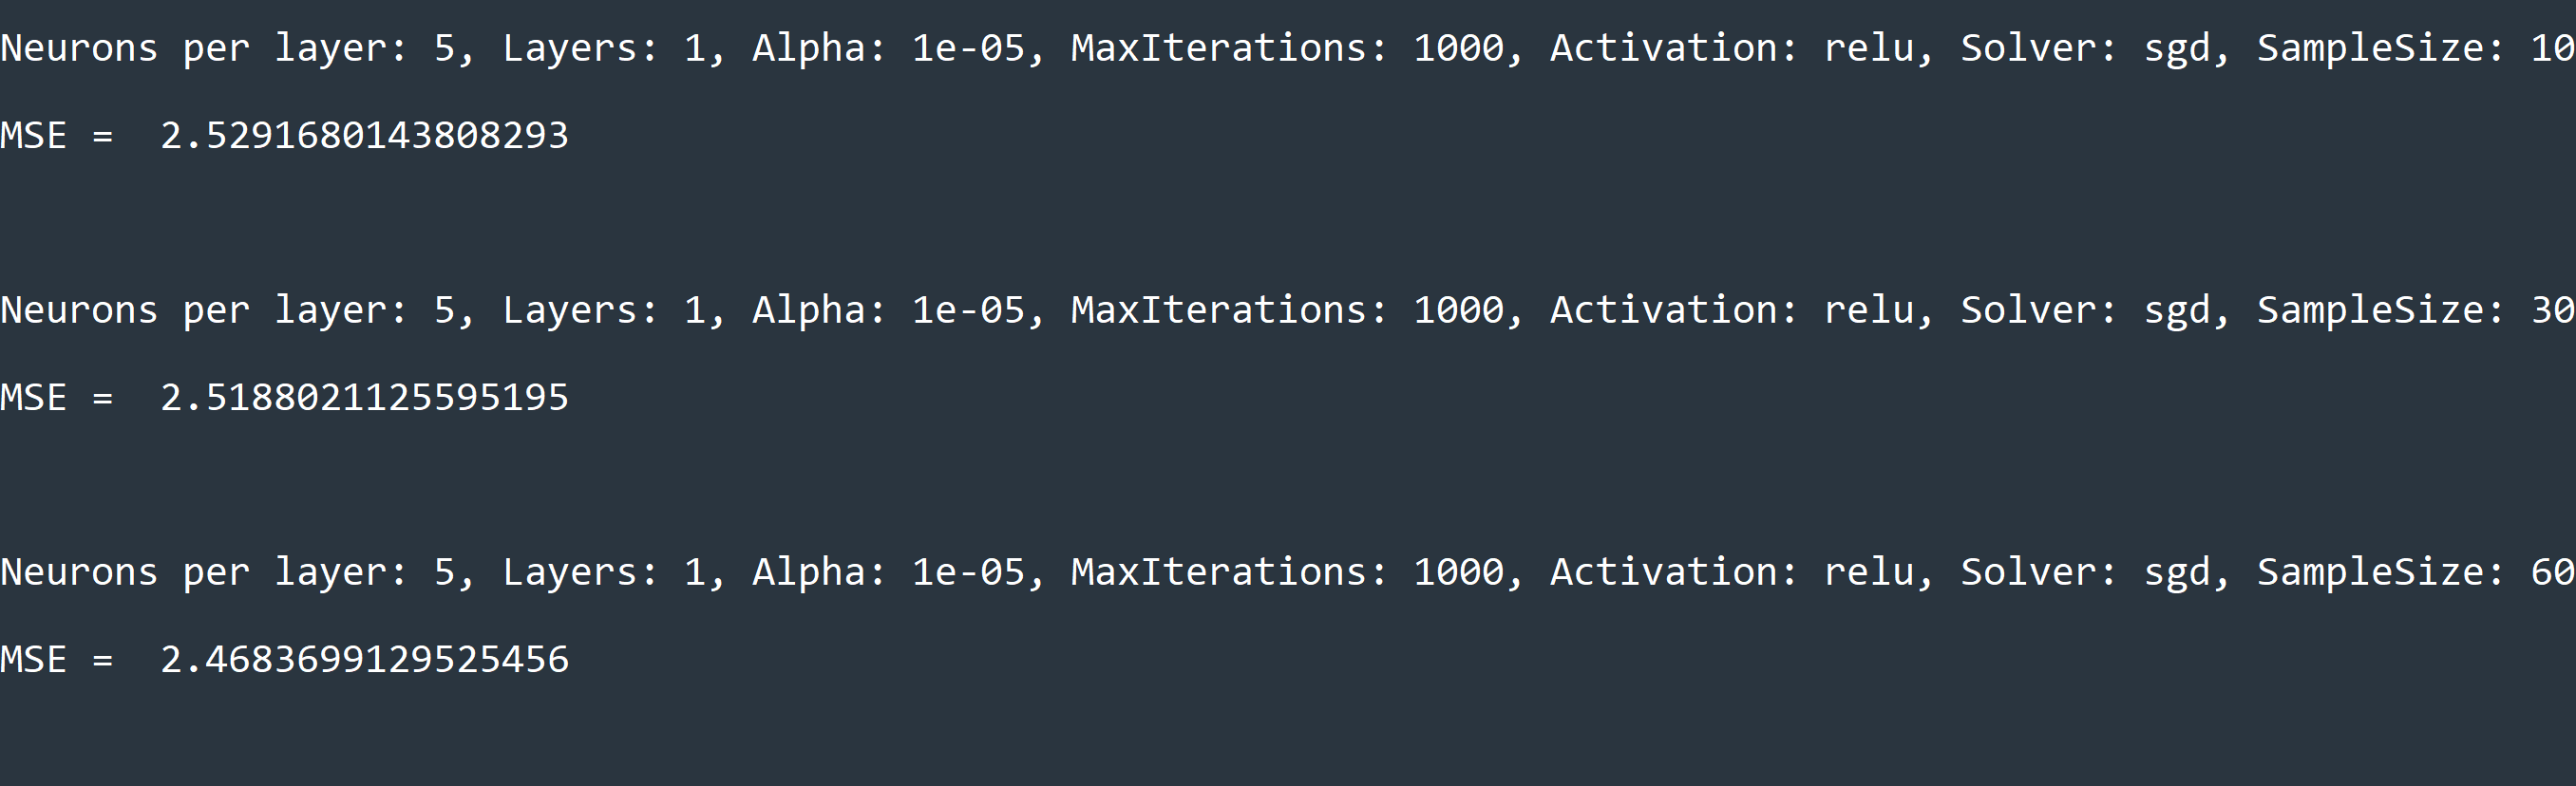 Neurons per layer: 5, Layers: 1, Alpha: 1e-05, MaxIterations: 1000, Activation: relu, Solver: sgd, SampleSize: 10
MSE =  2.5291680143808293
Neurons per layer: 5, Layers: 1, Alpha: 1e-05, MaxIterations: 1000, Activation: relu, Solver: sgd, SampleSize: 30
MSE =  2.5188021125595195
Neurons per layer: 5, Layers: 1, Alpha: 1e-05, MaxIterations: 1000, Activation: relu, Solver: sgd, SampleSize: 60
MSE =  2.4683699129525456